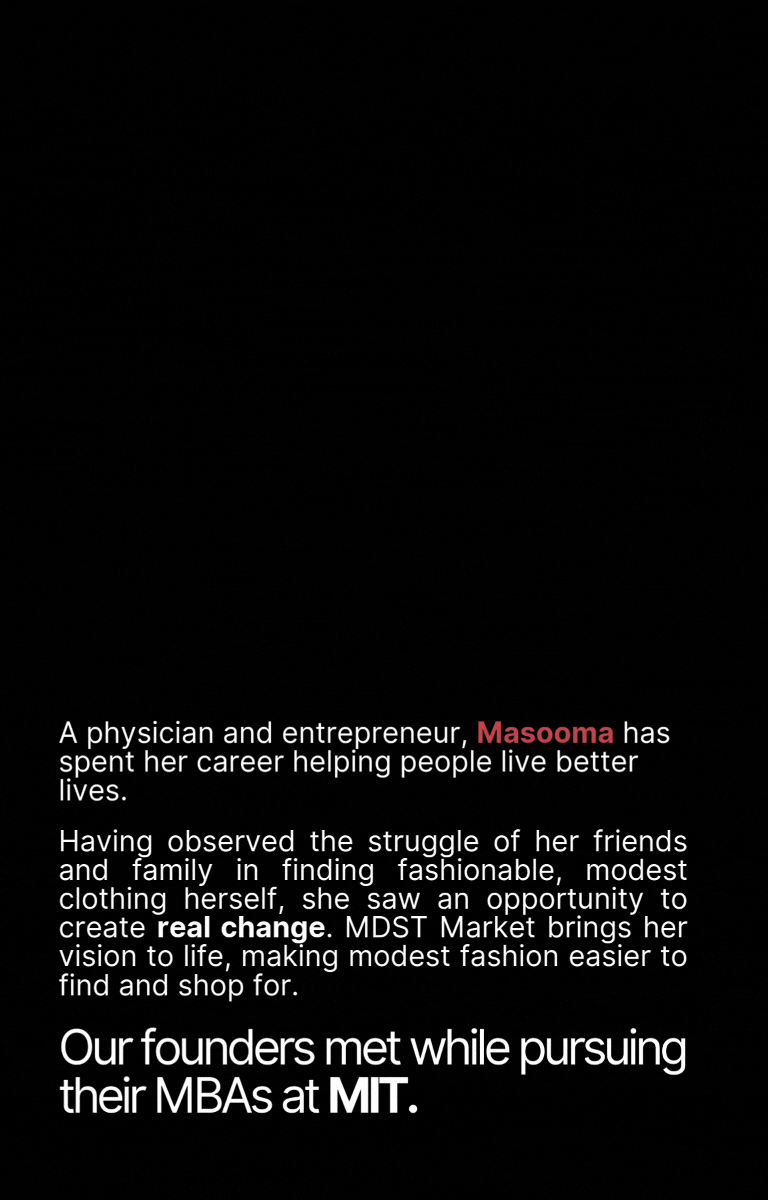 A physician and entrepreneur, Masooma has
spent her career helping people live better
lives.
Having observed the struggle of her friends
and family in finding fashionable, modest
clothing herself, she saw an opportunity to
create real change. MDST Market brings her
vision to life, making modest fashion easier to
find and shop for.
Our founders met while pursuing
their MBAs at MIT.